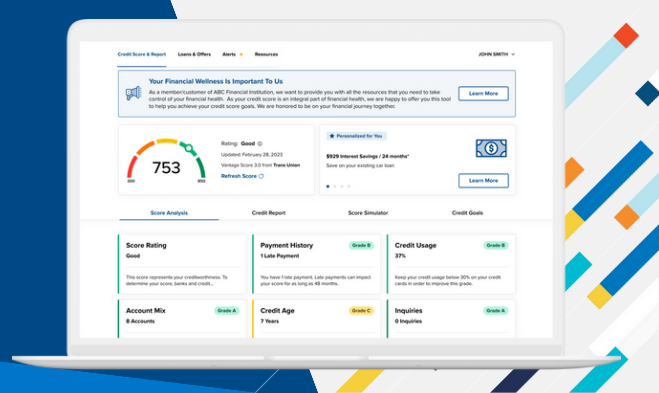 Credit Score & Report Loans & Offers Alerts Resources JOHN SMITH
Your Financial Wellness Is Important To Us
As a member/customer of ABC Financial Institution, we want to provide you with all the resources that you need to take
control of your financial health. As your credit score is an integral part of financial health, we are happy to offer you this tool
to help you achieve your credit score goals. We are honored to be on your financial journey together.
Learn More
753
Rating: Good
Updated: February 28, 2023
Vantage Score 3.0 from TransUnion
Refresh Score
Personalized for You
$929 Interest Savings / 24 months*
Save on your existing car loan
Learn More
Score Analysis Credit Report Score Simulator Credit Goals
Score Rating
Good
This score represents your creditworthiness. To
determine your score, banks and credit...
Payment History Grade B
1 Late Payment
You have 1 late payment. Late payments can impact
your score for as long as 48 months.
Credit Usage Grade B
37%
Keep your credit usage below 30% on your credit
cards in order to improve this grade.
Account Mix Grade A
8 Accounts
Credit Age Grade C
7 Years
Inquiries Grade A
0 Inquiries